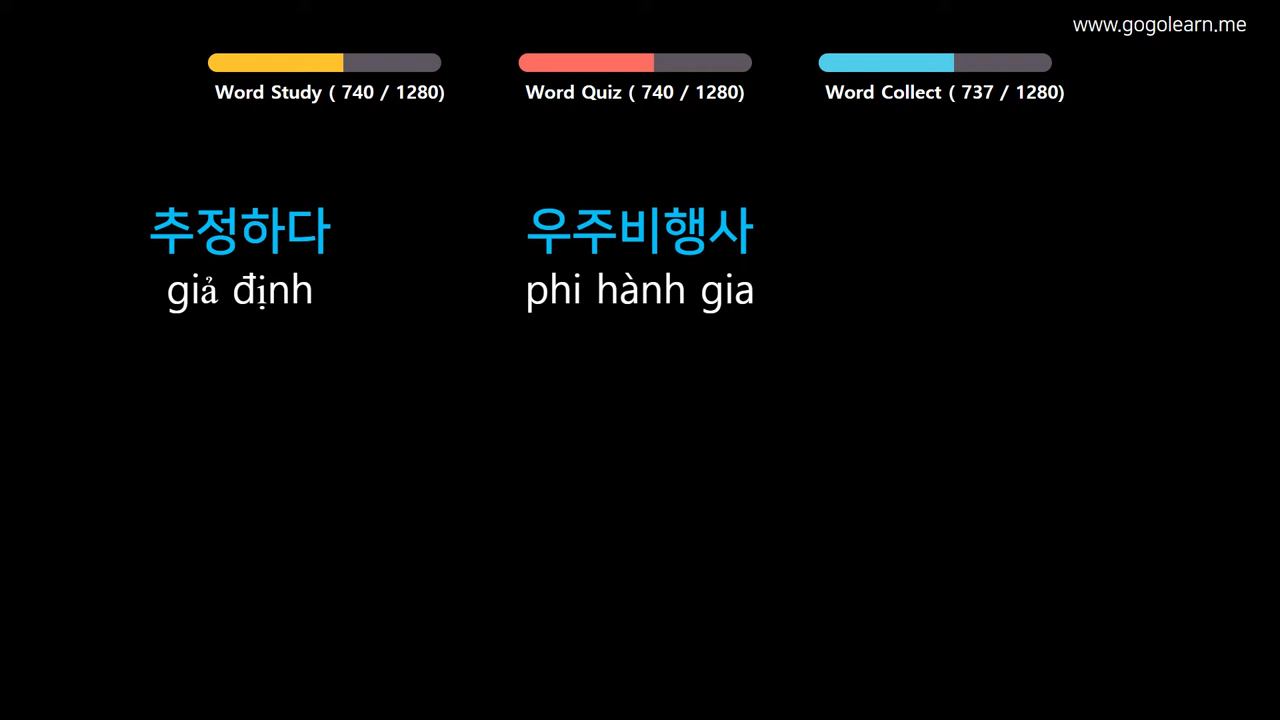 www.gogolearn.me
Word Study ( 740 / 1280)
Word Quiz ( 740 / 1280)
Word Collect ( 737 / 1280)
추정하다
giả định
우주비행사
phi hành gia